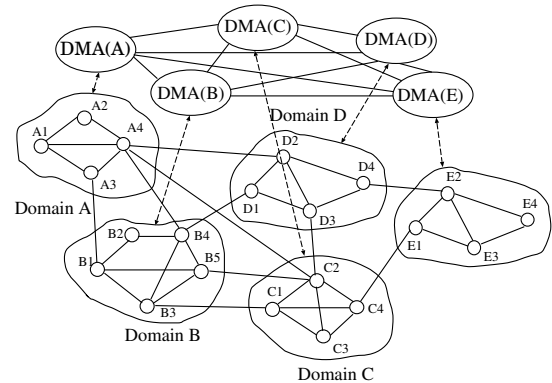 DMA(C)
DMA(A)
DMA(D)
DMA(B)
DMA(E)
Domain D
A2
A1
A4
A3
D2
D4
D1
D3
E2
E4
E1
E3
Domain A
B2
B4
B1
B5
B3
C2
C1
C4
C3
Domain B
Domain C